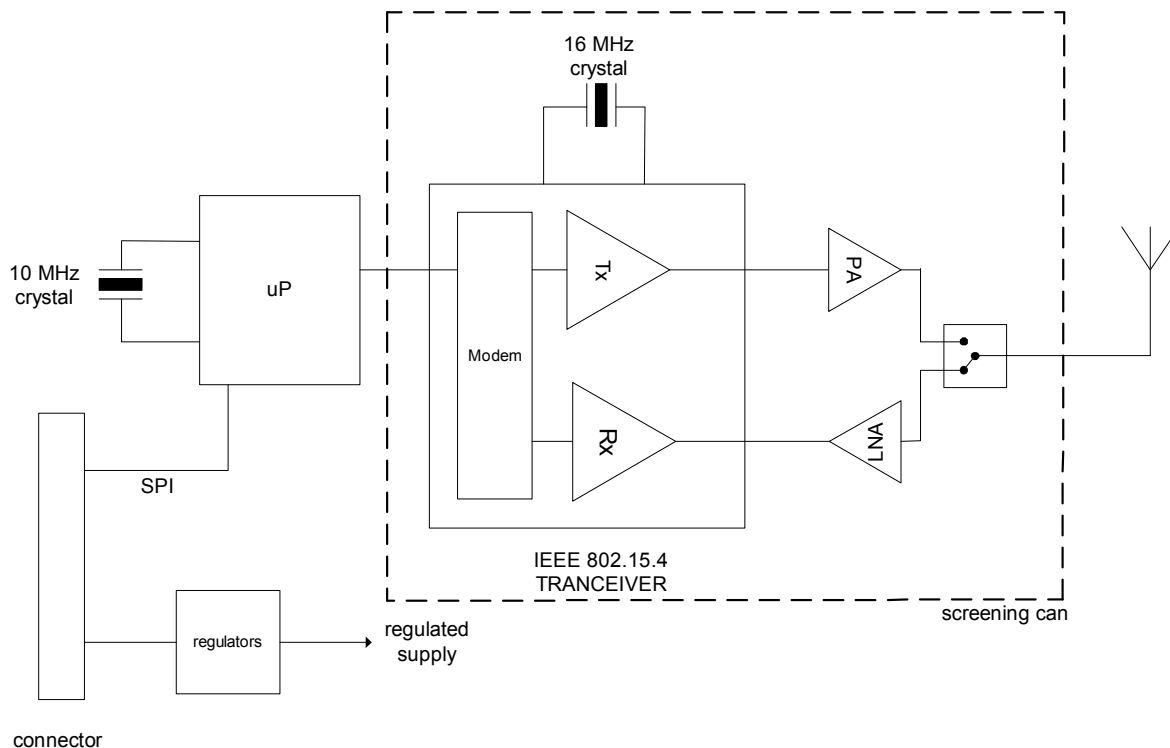 16 MHz
crystal
10 MHz
crystal
uP
Tx
PA
Modem
Rx
LNA
SPI
IEEE 802.15.4
TRANCEIVER
screening can
regulators
regulated
supply
connector